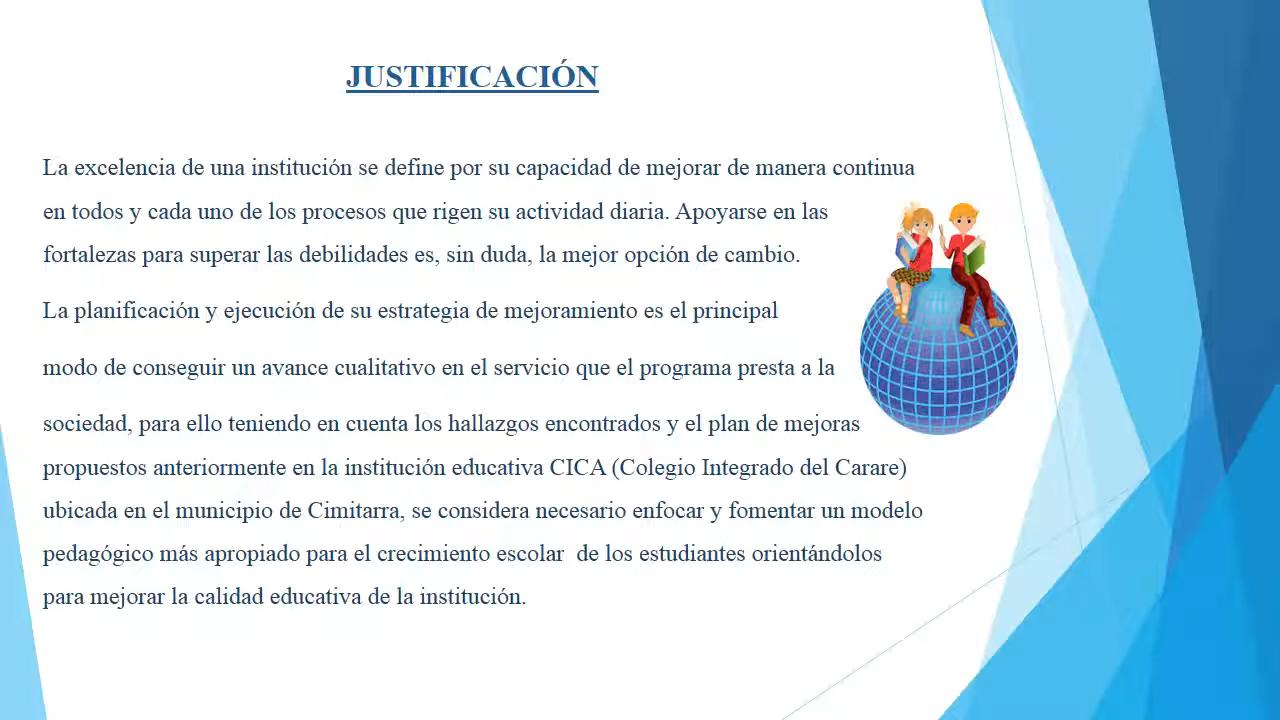 JUSTIFICACIÓN
La excelencia de una institución se define por su capacidad de mejorar de manera continua
en todos y cada uno de los procesos que rigen su actividad diaria. Apoyarse en las
fortalezas para superar las debilidades es, sin duda, la mejor opción de cambio.
La planificación y ejecución de su estrategia de mejoramiento es el principal
modo de conseguir un avance cualitativo en el servicio que el programa presta a la
sociedad, para ello teniendo en cuenta los hallazgos encontrados y el plan de mejoras
propuestos anteriormente en la institución educativa CICA (Colegio Integrado del Carare)
ubicada en el municipio de Cimitarra, se considera necesario enfocar y fomentar un modelo
pedagógico más apropiado para el crecimiento escolar  de los estudiantes orientándolos
para mejorar la calidad educativa de la institución.